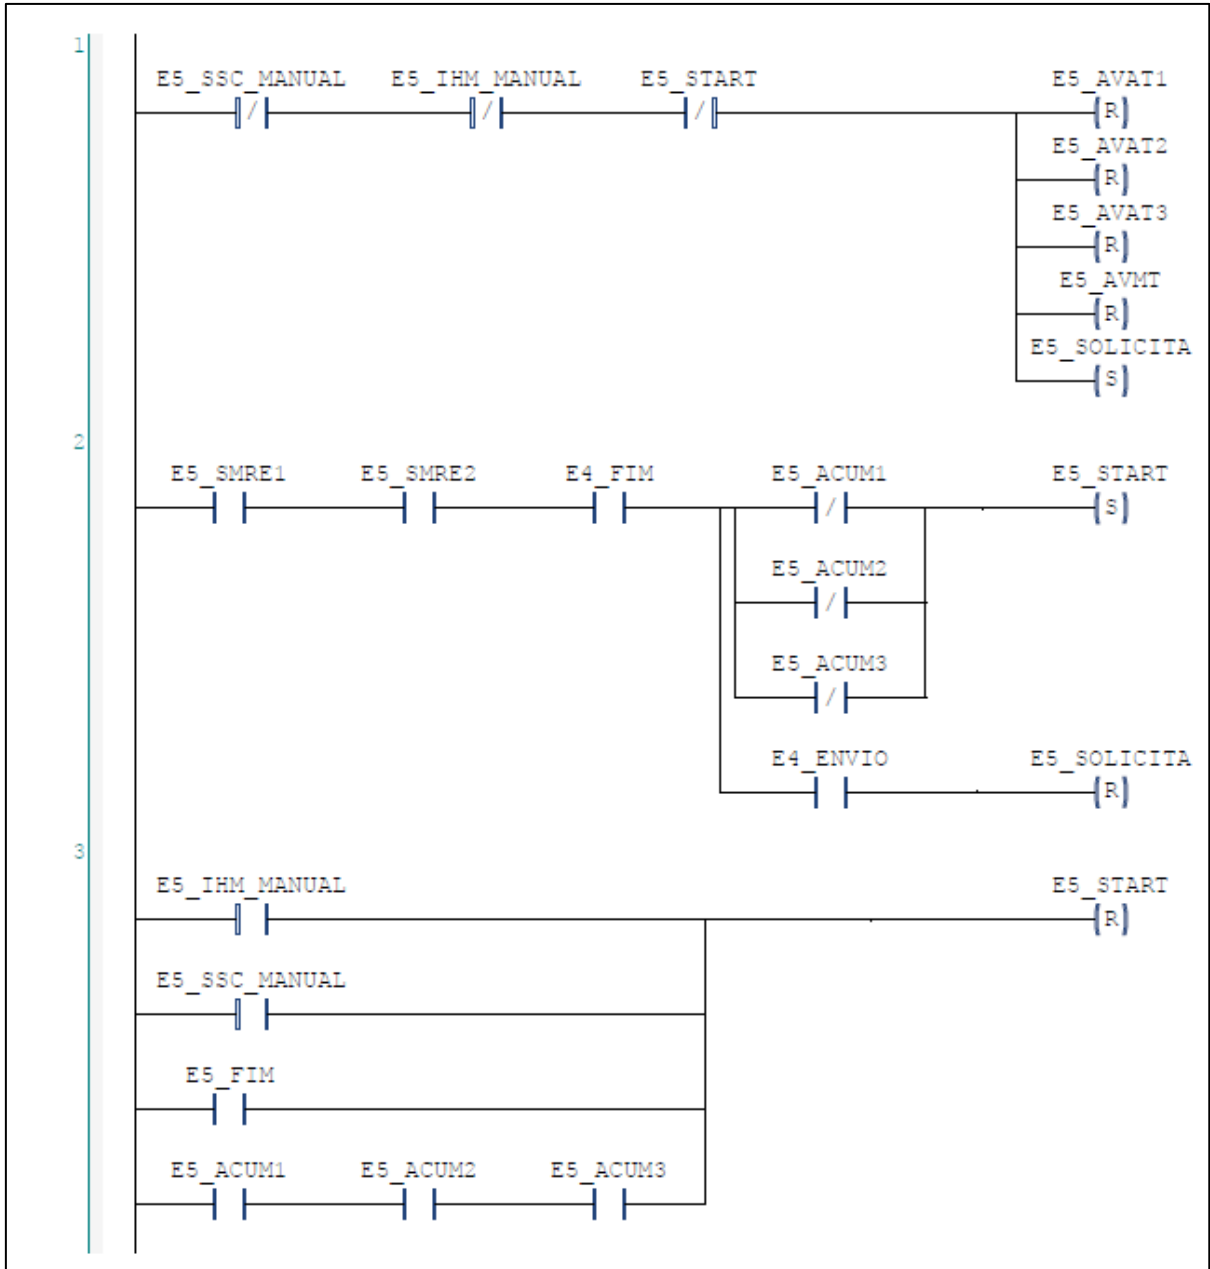 1
E5_SSC_MANUAL E5_IHM_MANUAL E5_START E5_AVAT1
/ / / R
E5_AVAT2
R
E5_AVAT3
R
E5_AVMT
R
E5_SOLICITA
S
2
E5_SMRE1 E5_SMRE2 E4_FIM E5_ACUM1 E5_START
/ S
E5_ACUM2
/
E5_ACUM3
/
E4_ENVIO E5_SOLICITA
R
3
E5_IHM_MANUAL E5_START
R
E5_SSC_MANUAL
E5_FIM
E5_ACUM1 E5_ACUM2 E5_ACUM3